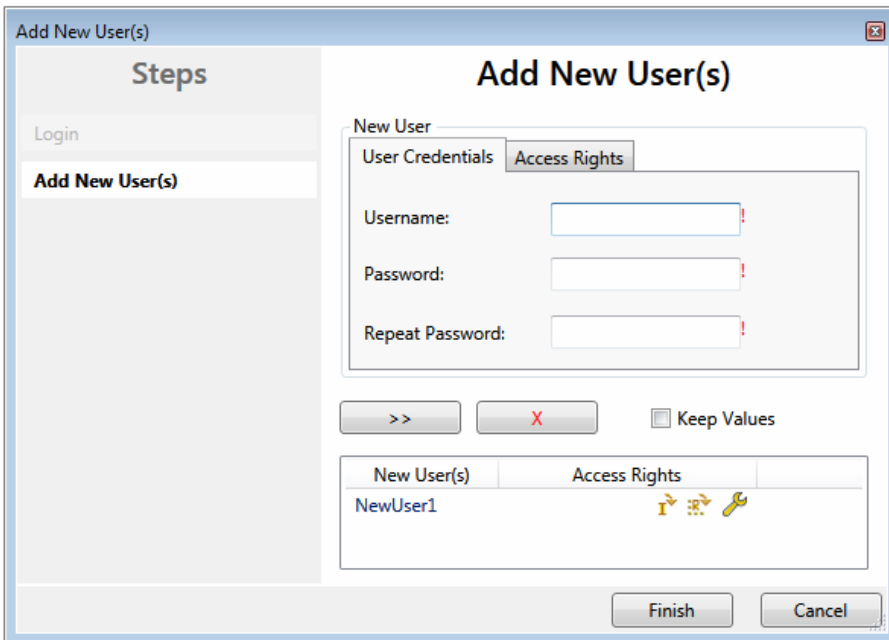 Add New User(s)
Steps
Login
Add New User(s)
Add New User(s)
New User
User Credentials Access Rights
Username: !
Password: !
Repeat Password: !
>> X Keep Values
New User(s) Access Rights
NewUser1 I R
Finish Cancel